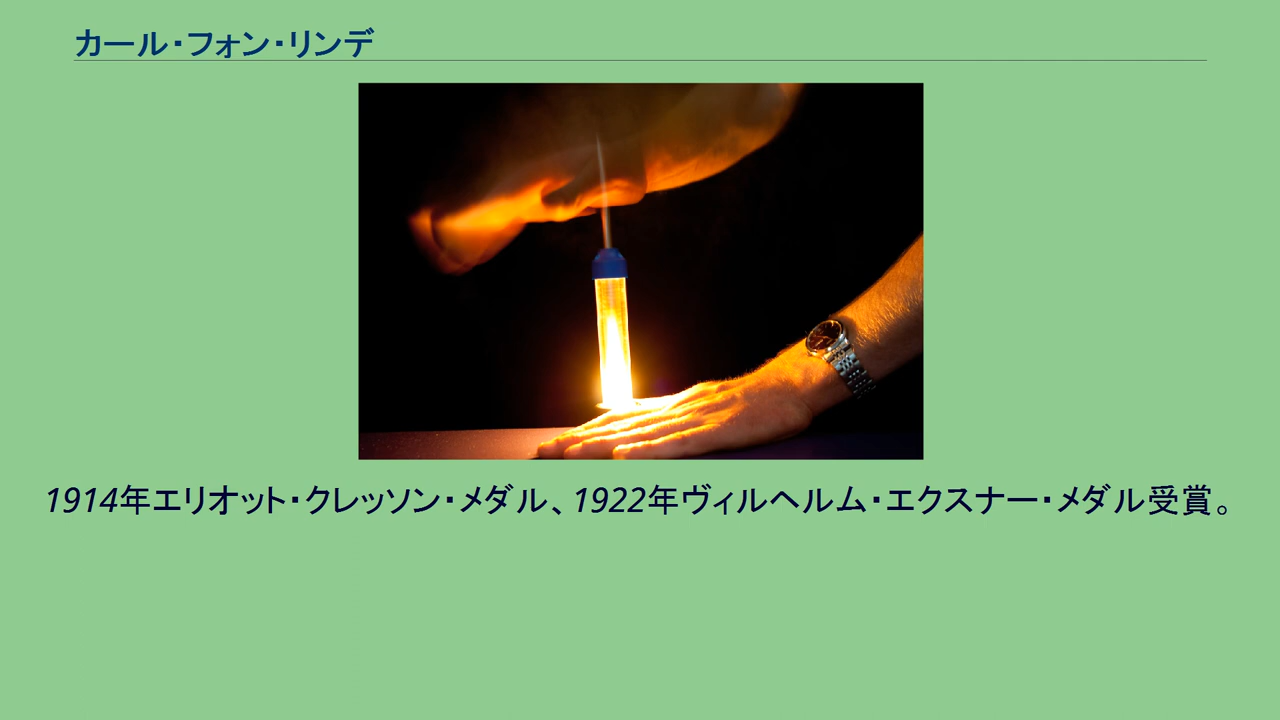 カール・フォン・リンデ
1914年エリオット・クレッソン・メダル、1922年ヴィルヘルム・エクスナー・メダル受賞。